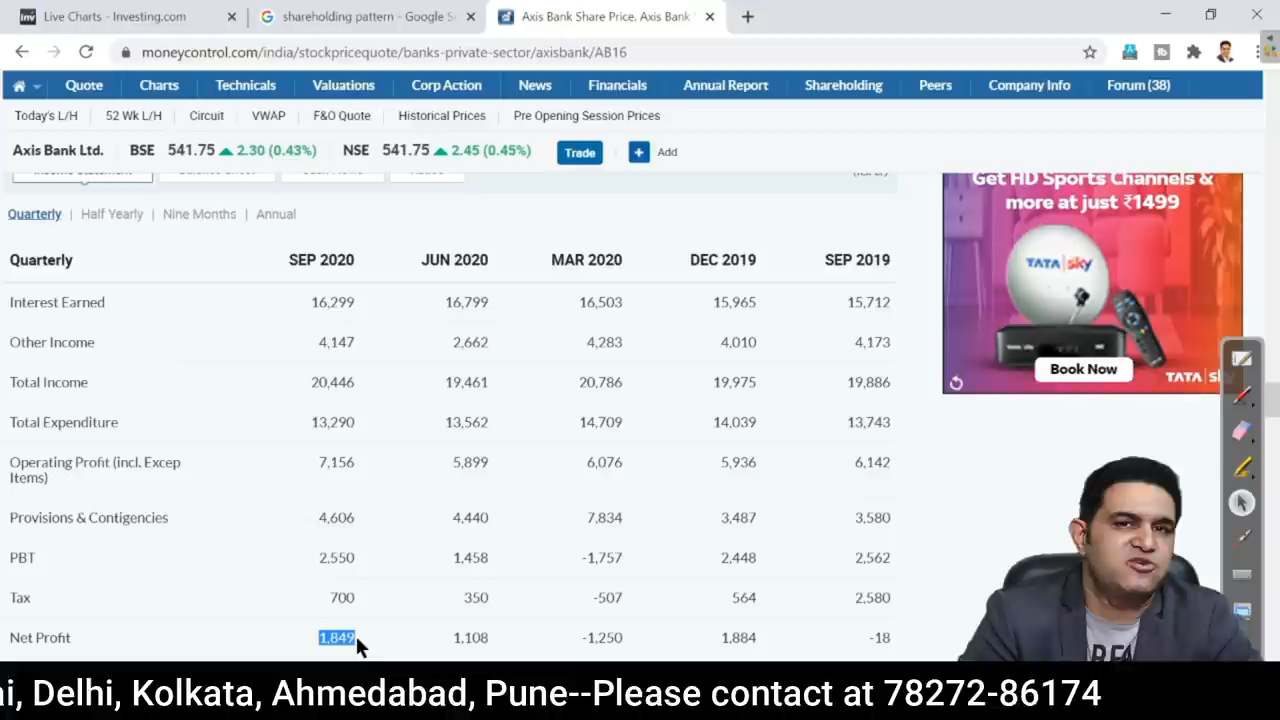 Live Charts - Investing.com
shareholding pattern - Google S
Axis Bank Share Price, Axis Bank
moneycontrol.com/india/stockpricequote/banks-private-sector/axisbank/AB16
Quote Charts Technicals Valuations Corp Action News Financials Annual Report Shareholding Peers Company Info Forum (38)
Today's L/H 52 Wk L/H Circuit VWAP F&O Quote Historical Prices Pre Opening Session Prices
Axis Bank Ltd. BSE 541.75 2.30 (0.43%) NSE 541.75 2.45 (0.45%) Trade + Add
Quarterly | Half Yearly | Nine Months | Annual
Quarterly SEP 2020 JUN 2020 MAR 2020 DEC 2019 SEP 2019
Interest Earned 16,299 16,799 16,503 15,965 15,712
Other Income 4,147 2,662 4,283 4,010 4,173
Total Income 20,446 19,461 20,786 19,975 19,886
Total Expenditure 13,290 13,562 14,709 14,039 13,743
Operating Profit (incl. Excep
Items) 7,156 5,899 6,076 5,936 6,142
Provisions & Contigencies 4,606 4,440 7,834 3,487 3,580
PBT 2,550 1,458 -1,757 2,448 2,562
Tax 700 350 -507 564 2,580
Net Profit 1,849 1,108 -1,250 1,884 -18
Get HD Sports Channels &
more at just ₹1499
TATA sky
Book Now
TATA S
ai, Delhi, Kolkata, Ahmedabad, Pune--Please contact at 78272-86174